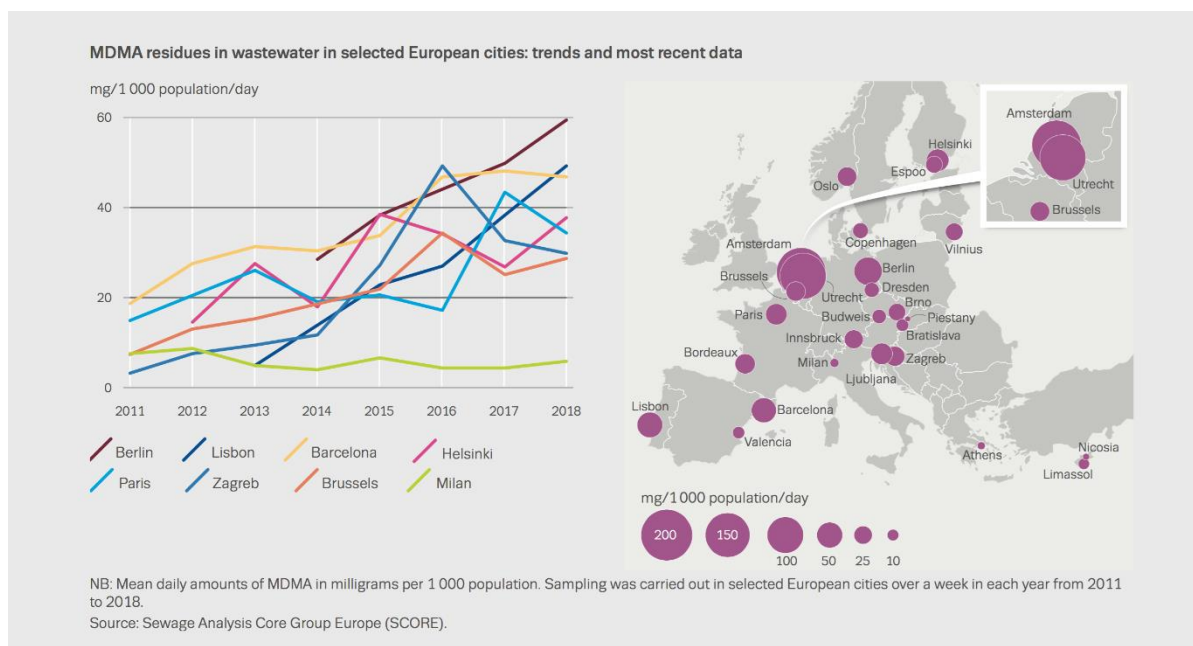 MDMA residues in wastewater in selected European cities: trends and most recent data
mg/1 000 population/day
60
40
20
0
2011 2012 2013 2014 2015 2016 2017 2018
Berlin Lisbon Barcelona Helsinki
Paris Zagreb Brussels Milan
Amsterdam
Utrecht
Brussels
Helsinki
Espoo
Oslo
Copenhagen
Vilnius
Amsterdam
Brussels
Utrecht
Berlin
Dresden
Brno
Paris
Budweis
Piestany
Bratislava
Innsbruck
Bordeaux
Milan
Zagreb
Ljubljana
Lisbon
Barcelona
Valencia
Athens
Nicosia
Limassol
mg/1 000 population/day
200 150 100 50 25 10
NB: Mean daily amounts of MDMA in milligrams per 1 000 population. Sampling was carried out in selected European cities over a week in each year from 2011
to 2018.
Source: Sewage Analysis Core Group Europe (SCORE).